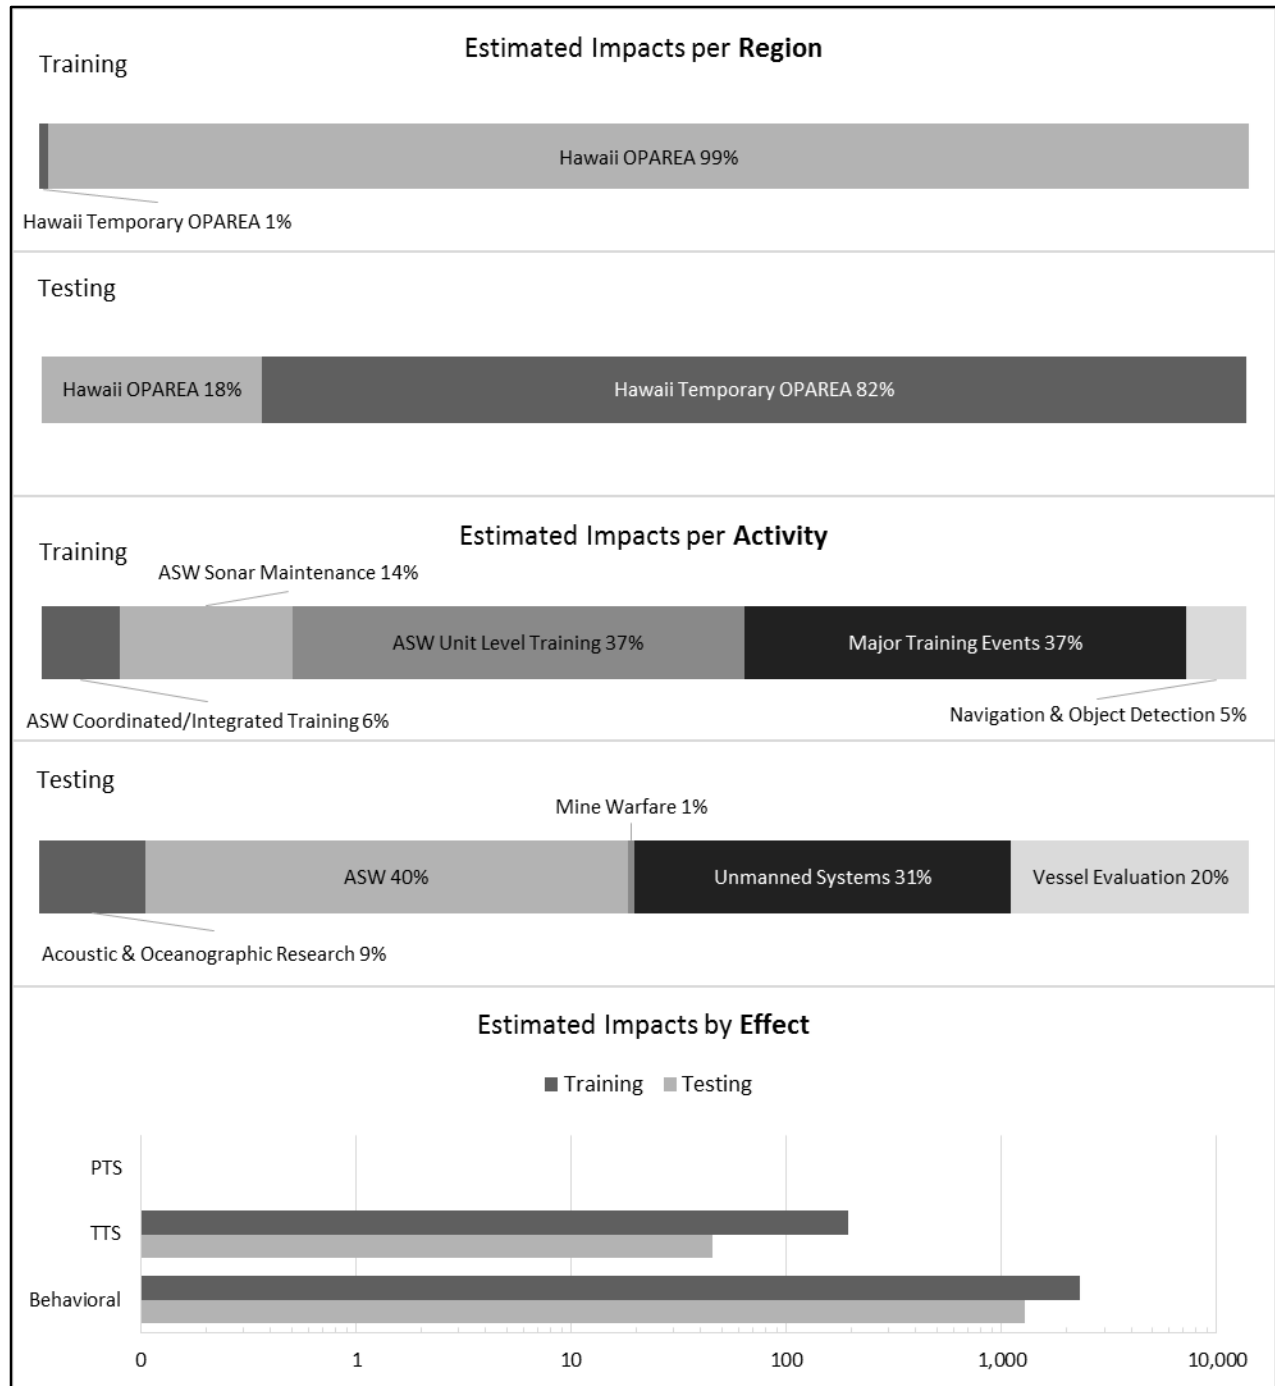 Estimated Impacts per Region
Training
Hawaii OPAREA 99%
Hawaii Temporary OPAREA 1%
Testing
Hawaii OPAREA 18%
Hawaii Temporary OPAREA 82%
Estimated Impacts per Activity
Training
ASW Sonar Maintenance 14%
ASW Unit Level Training 37%
Major Training Events 37%
ASW Coordinated/Integrated Training 6%
Navigation & Object Detection 5%
Testing
Mine Warfare 1%
ASW 40%
Unmanned Systems 31%
Vessel Evaluation 20%
Acoustic & Oceanographic Research 9%
Estimated Impacts by Effect
Training Testing
PTS
TTS
Behavioral
0 1 10 100 1,000 10,000